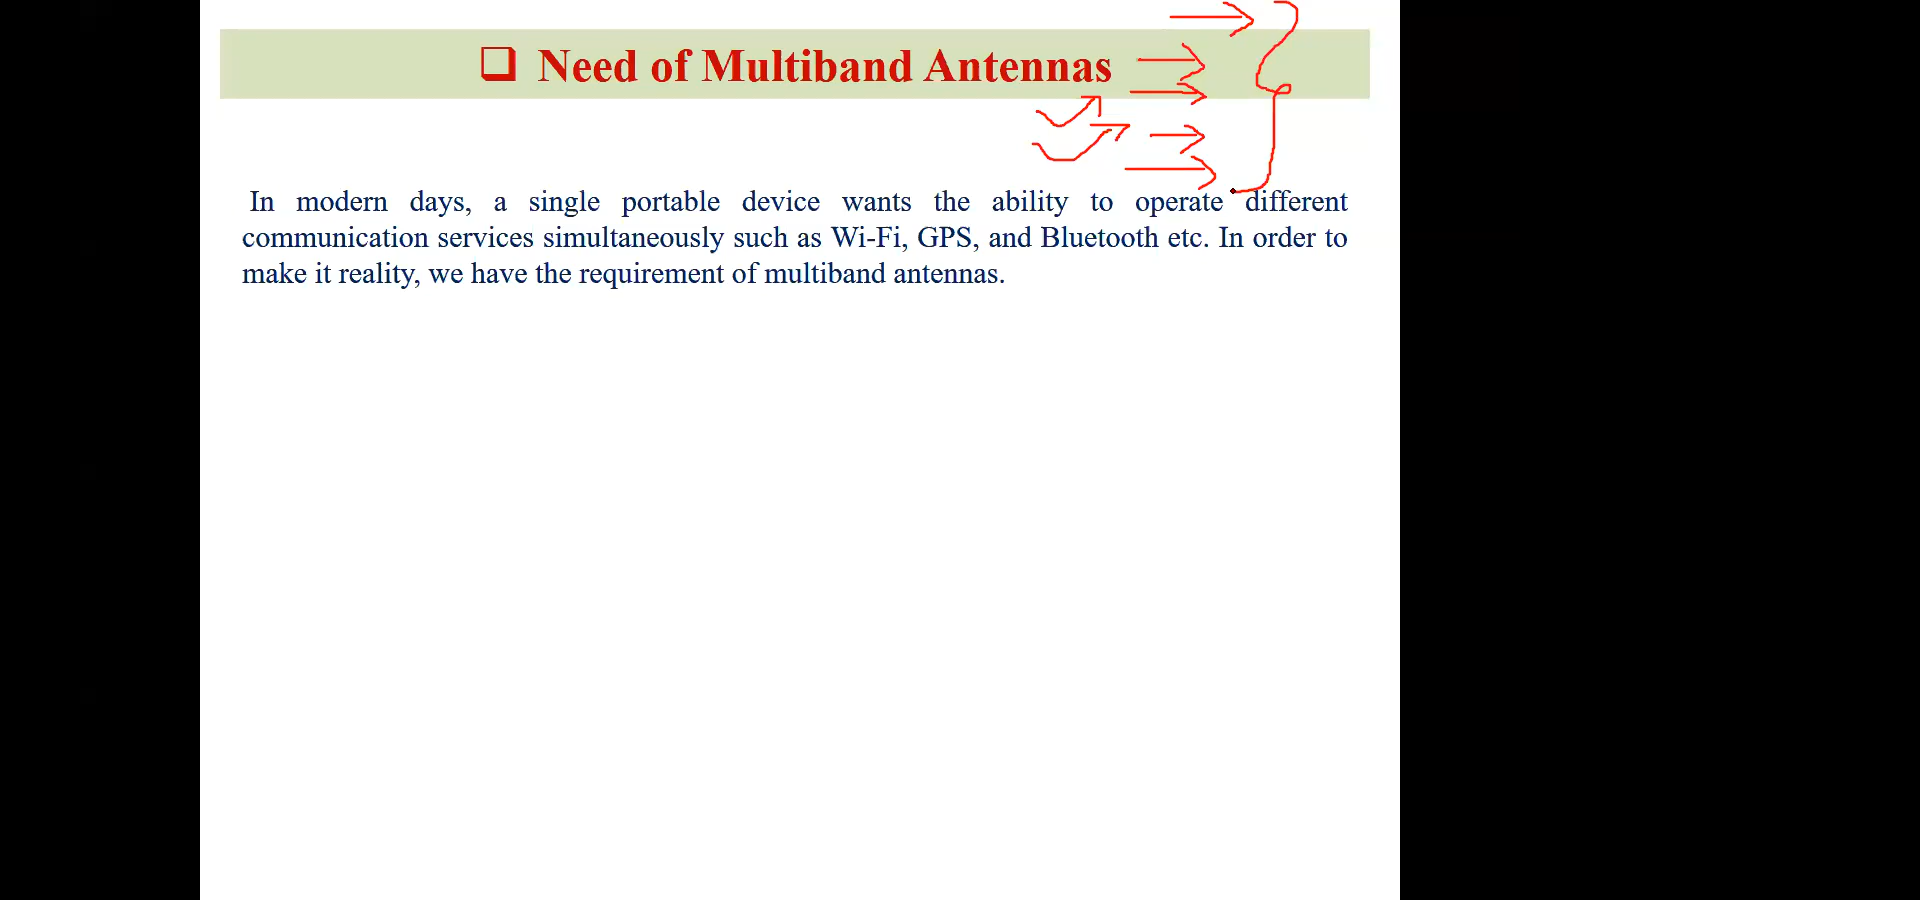 Need of Multiband Antennas
In modern days, a single portable device wants the ability to operate different
communication services simultaneously such as Wi-Fi, GPS, and Bluetooth etc. In order to
make it reality, we have the requirement of multiband antennas.